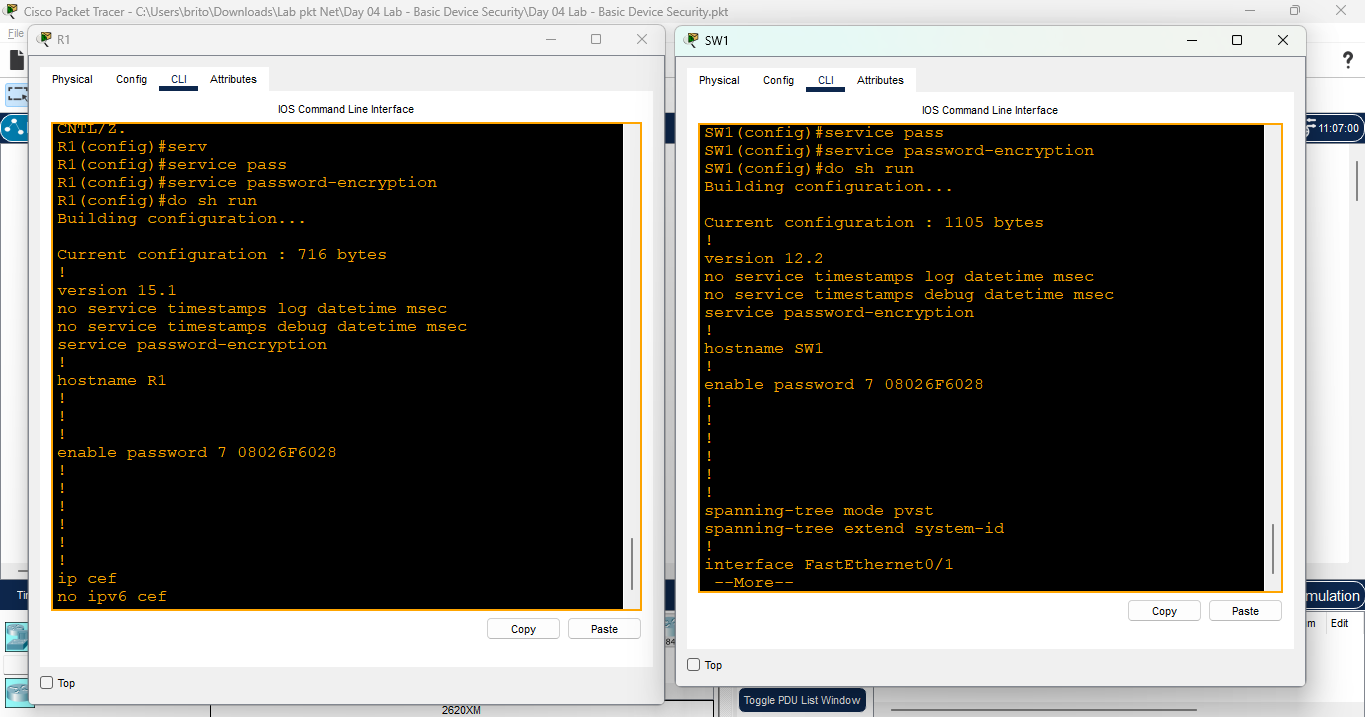 Cisco Packet Tracer - C:\Users\brito\Downloads\Lab pkt Net\Day 04 Lab - Basic Device Security\Day 04 Lab - Basic Device Security.pkt
File
R1
Physical Config CLI Attributes
IOS Command Line Interface
CNTL/Z.
R1(config)#serv
R1(config)#service pass
R1(config)#service password-encryption
R1(config)#do sh run
Building configuration...
Current configuration : 716 bytes
!
version 15.1
no service timestamps log datetime msec
no service timestamps debug datetime msec
service password-encryption
!
hostname R1
!
!
!
enable password 7 08026F6028
!
!
!
!
!
!
ip cef
no ipv6 cef
Copy Paste
Top
SW1
Physical Config CLI Attributes
IOS Command Line Interface
SW1(config)#service pass
SW1(config)#service password-encryption
SW1(config)#do sh run
Building configuration...
Current configuration : 1105 bytes
!
version 12.2
no service timestamps log datetime msec
no service timestamps debug datetime msec
service password-encryption
!
hostname SW1
!
enable password 7 08026F6028
!
!
!
!
!
!
spanning-tree mode pvst
spanning-tree extend system-id
!
interface FastEthernet0/1
--More--
Copy Paste
Top
?
11:07:00
mulation
m Edit
Toggle PDU List Window
2620XM